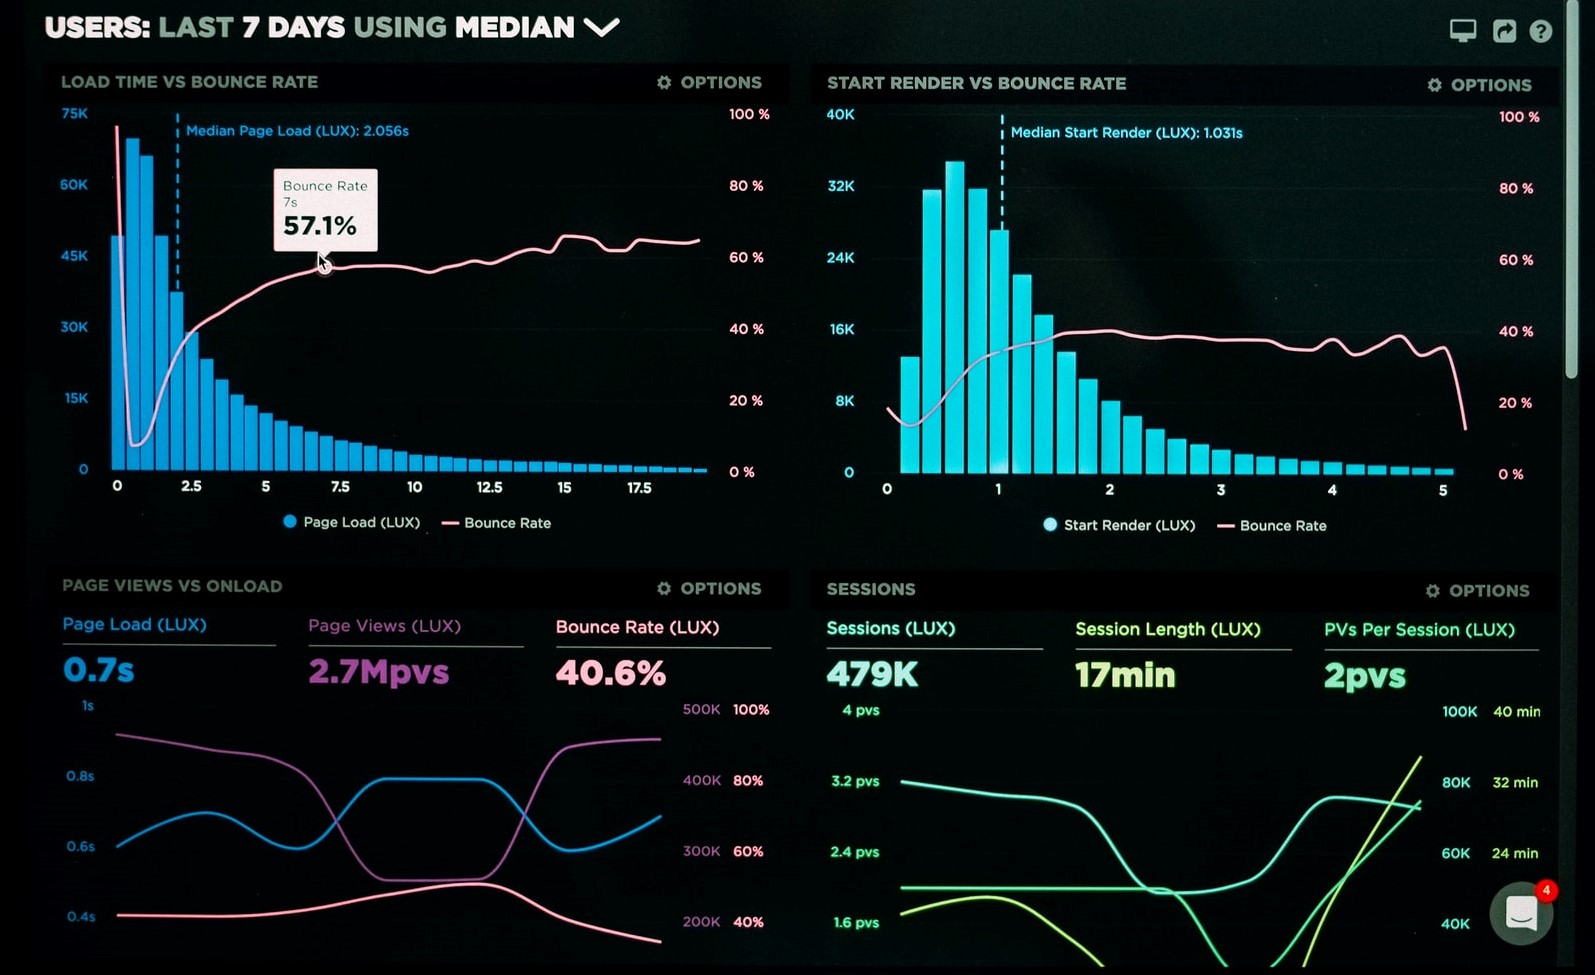 USERS: LAST 7 DAYS USING MEDIAN
LOAD TIME VS BOUNCE RATE
OPTIONS
75K
60K
45K
30K
15K
0
Median Page Load (LUX): 2.056s
Bounce Rate
7s
57.1%
100 %
80 %
60 %
40 %
20 %
0 %
0 2.5 5 7.5 10 12.5 15 17.5
Page Load (LUX) Bounce Rate
START RENDER VS BOUNCE RATE
OPTIONS
40K
32K
24K
16K
8K
0
Median Start Render (LUX): 1.031s
100 %
80 %
60 %
40 %
20 %
0 %
0 1 2 3 4 5
Start Render (LUX) Bounce Rate
PAGE VIEWS VS ONLOAD
OPTIONS
Page Load (LUX)
0.7s
Page Views (LUX)
2.7Mpvs
Bounce Rate (LUX)
40.6%
1s
0.8s
0.6s
0.4s
500K 100%
400K 80%
300K 60%
200K 40%
SESSIONS
OPTIONS
Sessions (LUX)
479K
Session Length (LUX)
17min
PVs Per Session (LUX)
2pvs
4 pvs
3.2 pvs
2.4 pvs
1.6 pvs
100K 40 min
80K 32 min
60K 24 min
40K
4